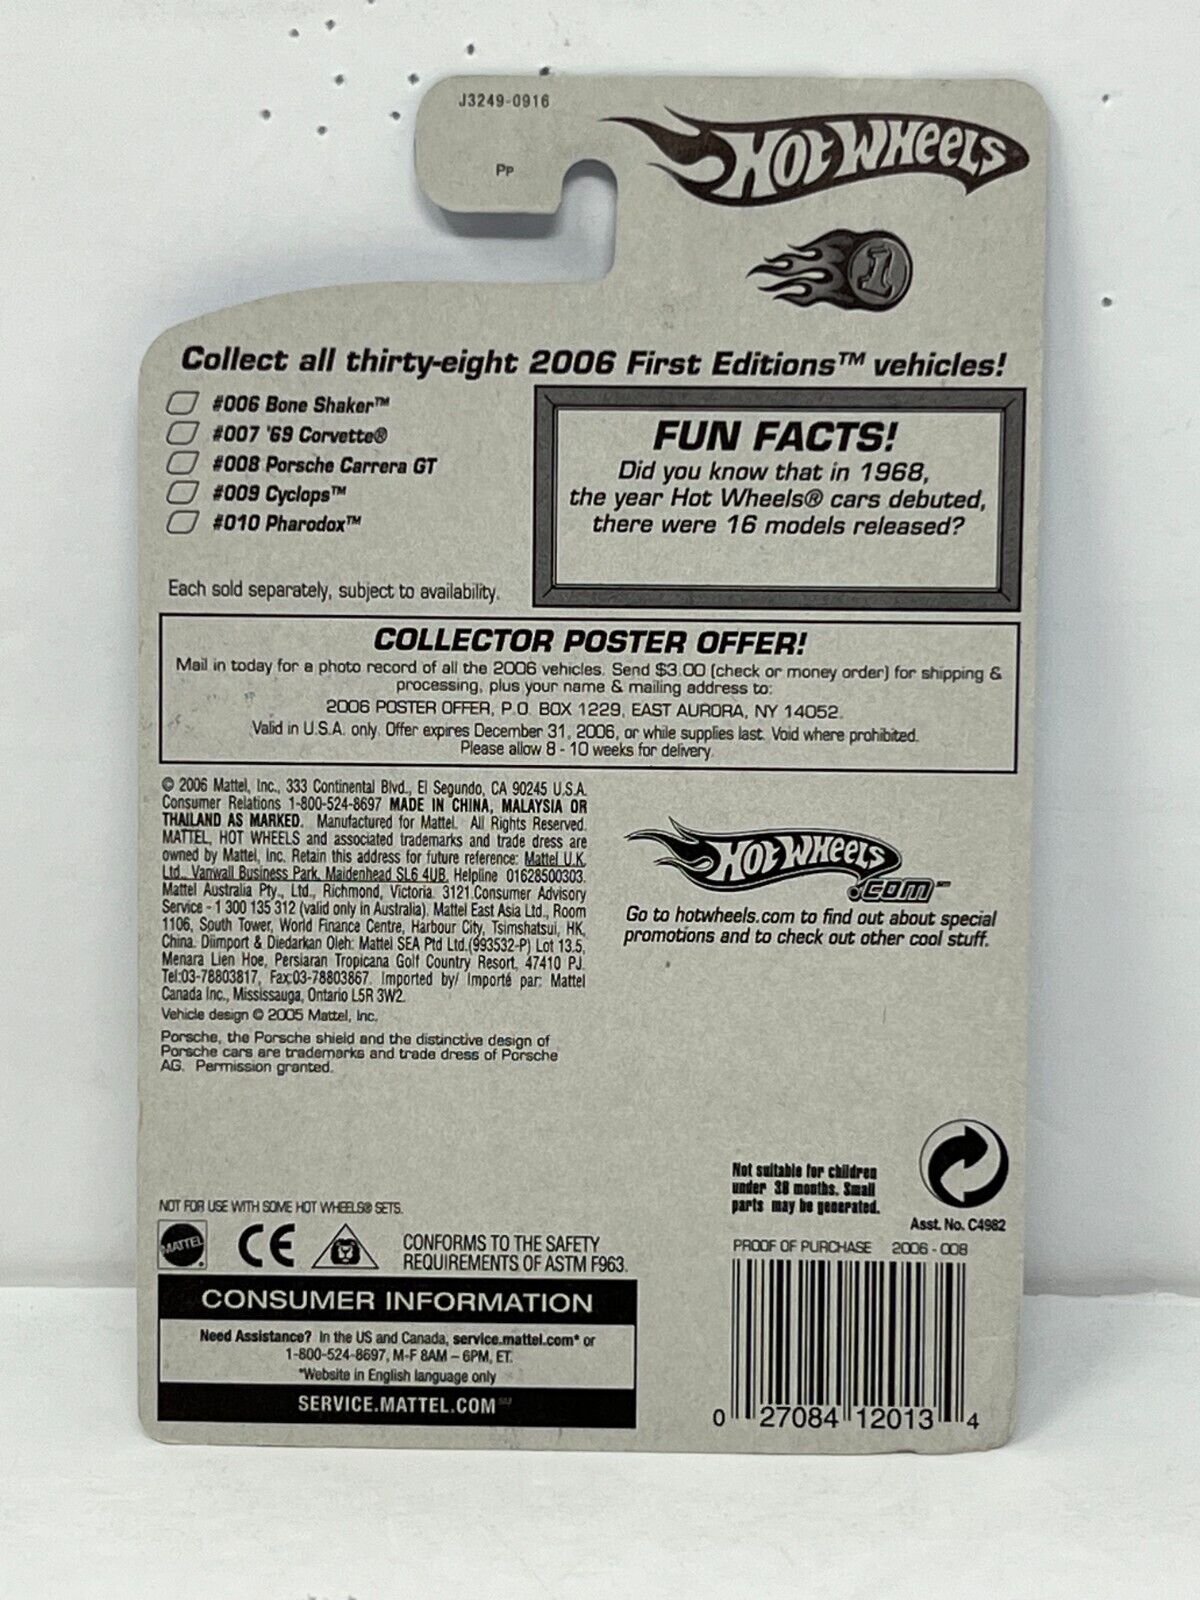 J3249-0916
PP
HOT WHEELS
1
Collect all thirty-eight 2006 First Editions™ vehicles!
#006 Bone Shaker™
#007 '69 Corvette®
#008 Porsche Carrera GT
#009 Cyclops™
#010 Pharodox™
Each sold separately, subject to availability.
FUN FACTS!
Did you know that in 1968,
the year Hot Wheels® cars debuted,
there were 16 models released?
COLLECTOR POSTER OFFER!
Mail in today for a photo record of all the 2006 vehicles. Send $3.00 (check or money order) for shipping &
processing, plus your name & mailing address to:
2006 POSTER OFFER, P.O. BOX 1229, EAST AURORA, NY 14052.
Valid in U.S.A. only. Offer expires December 31, 2006, or while supplies last. Void where prohibited.
Please allow 8 - 10 weeks for delivery.
© 2006 Mattel, Inc., 333 Continental Blvd., El Segundo, CA 90245 U.S.A.
Consumer Relations 1-800-524-8697 MADE IN CHINA, MALAYSIA OR
THAILAND AS MARKED. Manufactured for Mattel. All Rights Reserved.
MATTEL, HOT WHEELS and associated trademarks and trade dress are
owned by Mattel, Inc. Retain this address for future reference: Mattel U.K.
Ltd., Vanwall Business Park, Maidenhead SL6 4UB. Helpline 01628500303.
Mattel Australia Pty., Ltd., Richmond, Victoria. 3121.Consumer Advisory
Service - 1 300 135 312 (valid only in Australia). Mattel East Asia Ltd., Room
1106, South Tower, World Finance Centre, Harbour City, Tsimshatsui, HK,
China. Diimport & Diedarkan Oleh: Mattel SEA Ptd Ltd.(993532-P) Lot 13.5,
Menara Lien Hoe, Persiaran Tropicana Golf Country Resort, 47410 PJ.
Tel:03-78803817, Fax:03-78803867. Imported by/ Importé par: Mattel
Canada Inc., Mississauga, Ontario L5R 3W2.
Vehicle design © 2005 Mattel, Inc.
Porsche, the Porsche shield and the distinctive design of
Porsche cars are trademarks and trade dress of Porsche
AG. Permission granted.
HOT WHEELS
.com™
Go to hotwheels.com to find out about special
promotions and to check out other cool stuff.
Not suitable for children
under 36 months. Small
parts may be generated.
Asst. No. C4982
NOT FOR USE WITH SOME HOT WHEELS® SETS.
MATTEL
CE
CONFORMS TO THE SAFETY
REQUIREMENTS OF ASTM F963.
CONSUMER INFORMATION
Need Assistance? In the US and Canada, service.mattel.com* or
1-800-524-8697, M-F 8AM – 6PM, ET.
*Website in English language only
SERVICE.MATTEL.COM℠
PROOF OF PURCHASE 2006 - 008
0 27084 12013 4